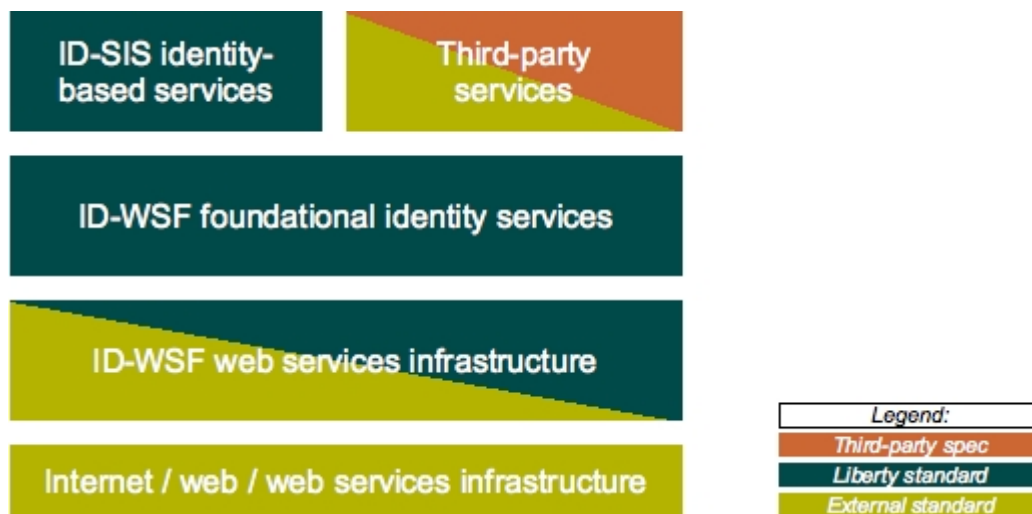 ID-SIS identity-
based services
Third-party
services
ID-WSF foundational identity services
ID-WSF web services infrastructure
Internet / web / web services infrastructure
Legend:
Third-party spec
Liberty standard
External standard